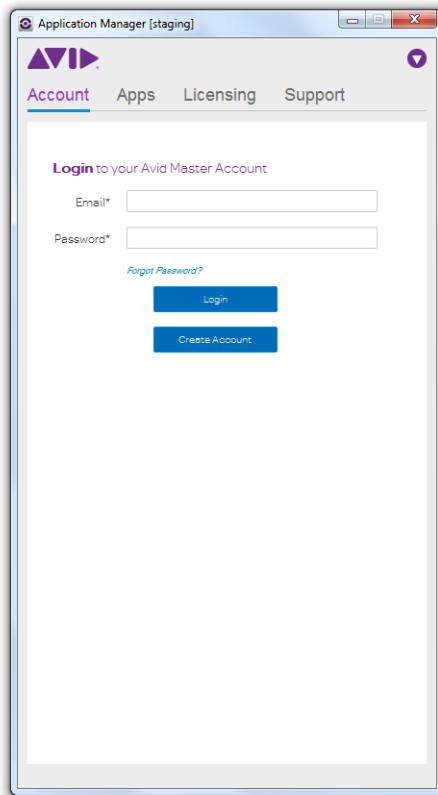 Application Manager [staging]
AVID
Account Apps Licensing Support
Login to your Avid Master Account
Email*
Password*
Forgot Password?
Login
Create Account